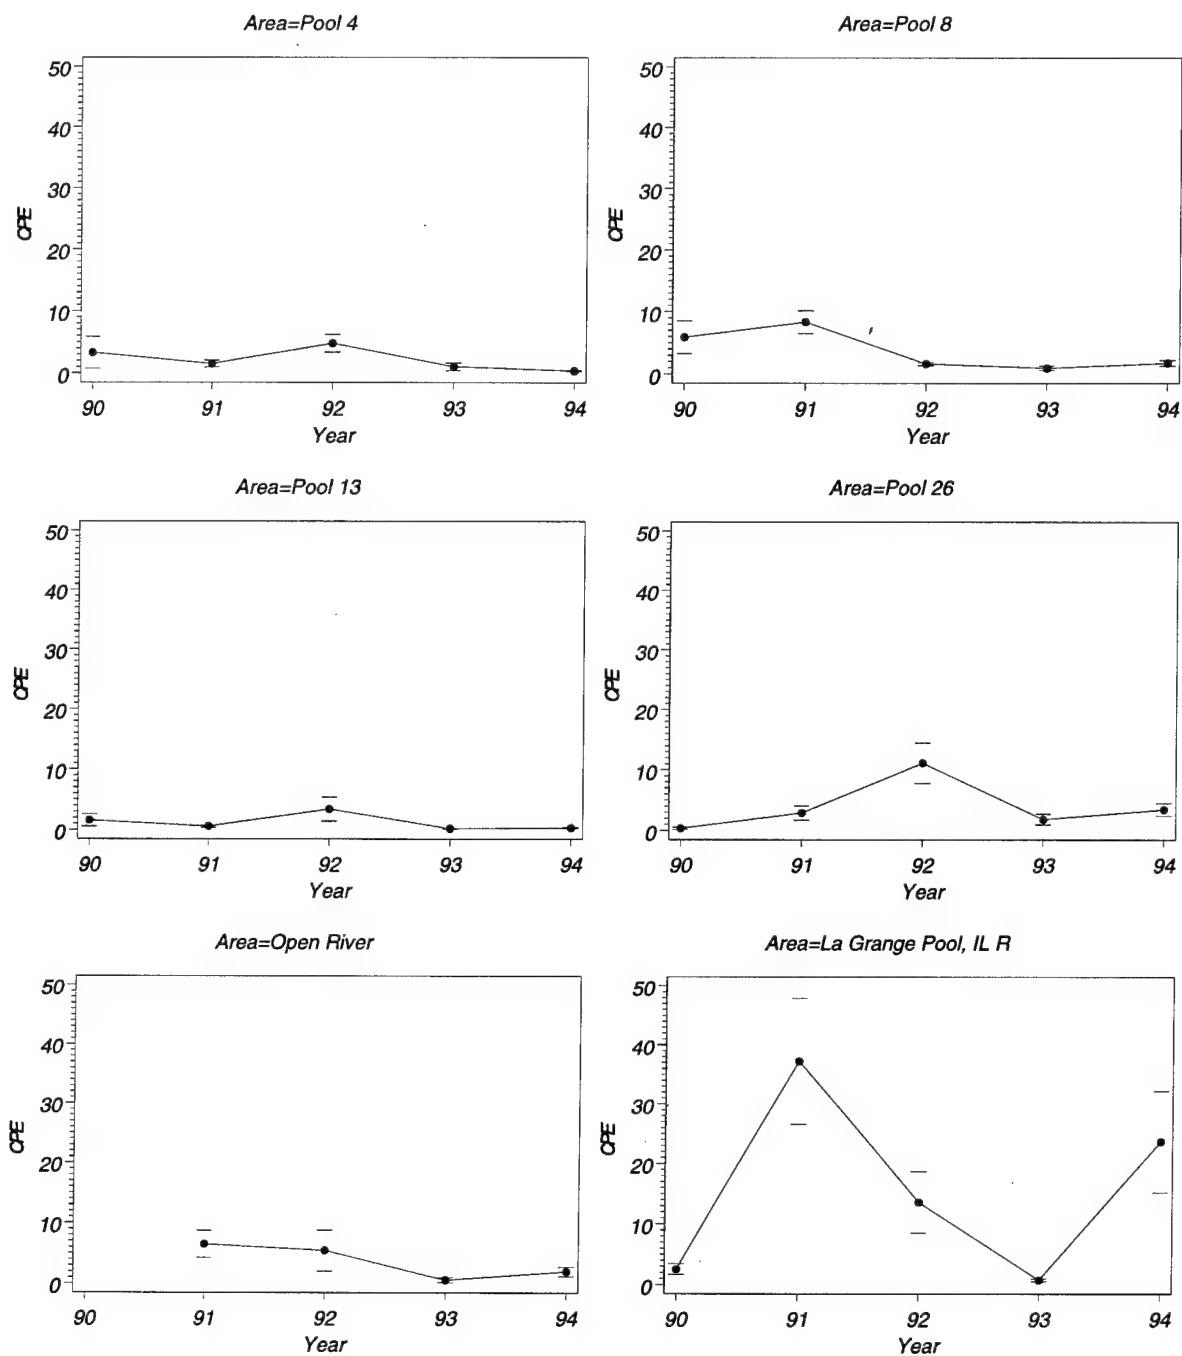 Area=Pool 4
50
40
30
20
10
0
CPE
90 91 92 93 94
Year
Area=Pool 8
50
40
30
20
10
0
CPE
90 91 92 93 94
Year
Area=Pool 13
50
40
30
20
10
0
CPE
90 91 92 93 94
Year
Area=Pool 26
50
40
30
20
10
0
CPE
90 91 92 93 94
Year
Area=Open River
50
40
30
20
10
0
CPE
90 91 92 93 94
Year
Area=La Grange Pool, IL R
50
40
30
20
10
0
CPE
90 91 92 93 94
Year